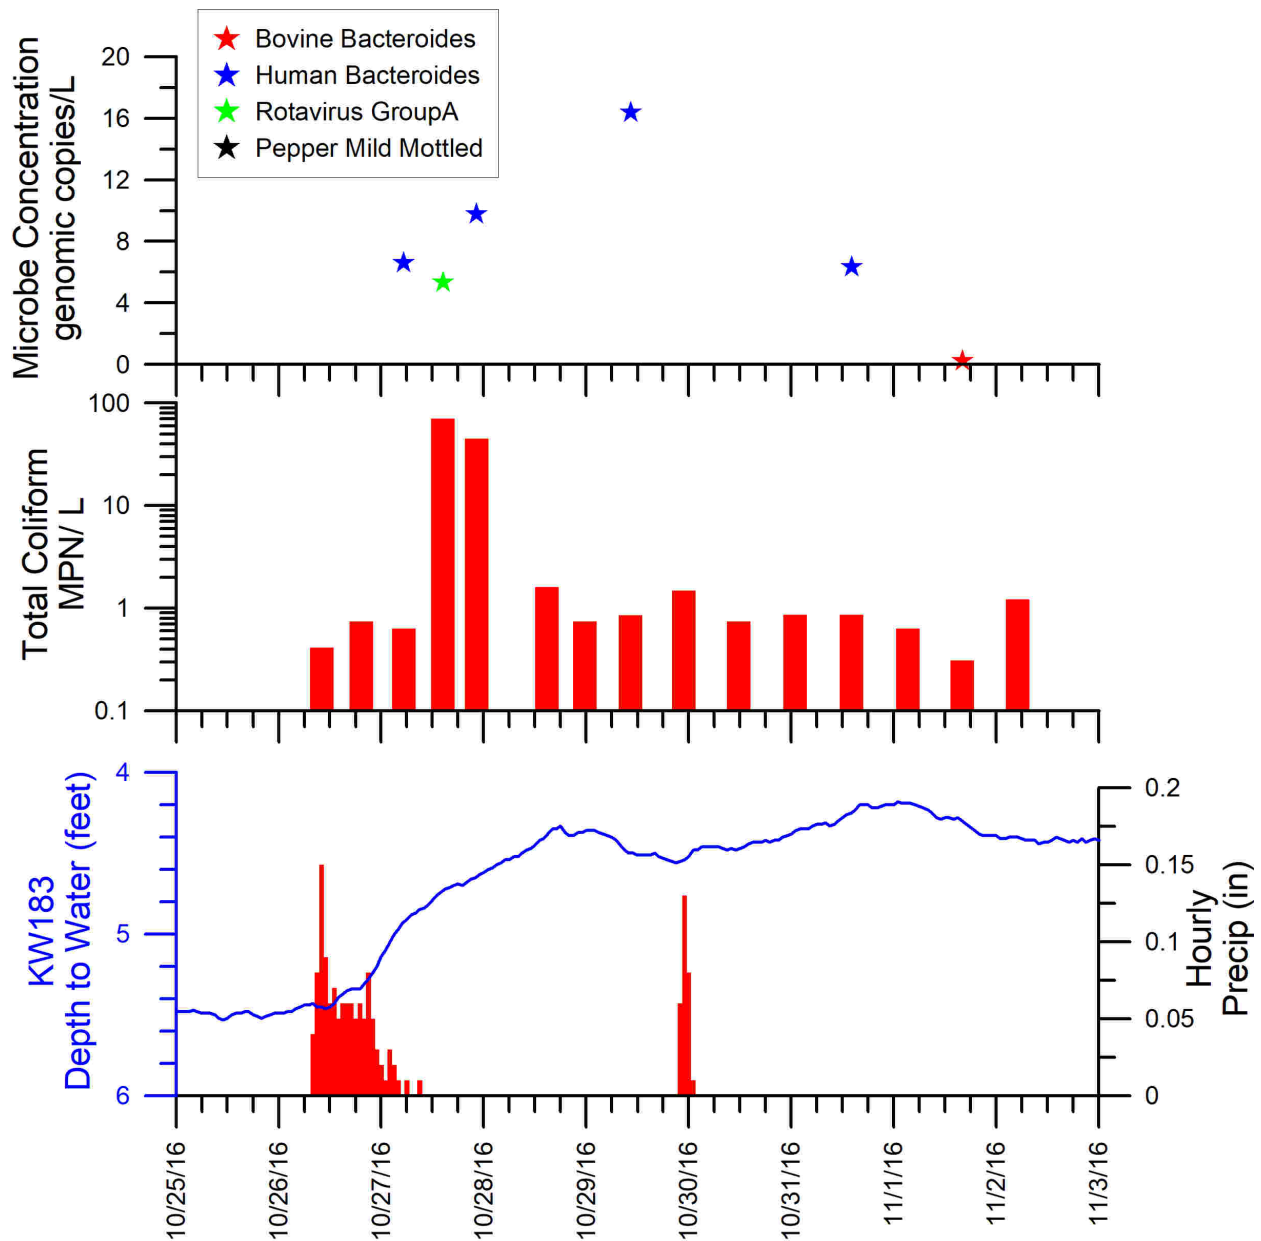 Bovine Bacteroides
Human Bacteroides
Rotavirus GroupA
Pepper Mild Mottled
Microbe Concentration
genomic copies/L
20
16
12
8
4
0
Total Coliform
MPN/ L
100
10
1
0.1
KW183
Depth to Water (feet)
4
5
6
0.2
0.15
0.1
0.05
0
Hourly
Precip (in)
10/25/16
10/26/16
10/27/16
10/28/16
10/29/16
10/30/16
10/31/16
11/1/16
11/2/16
11/3/16